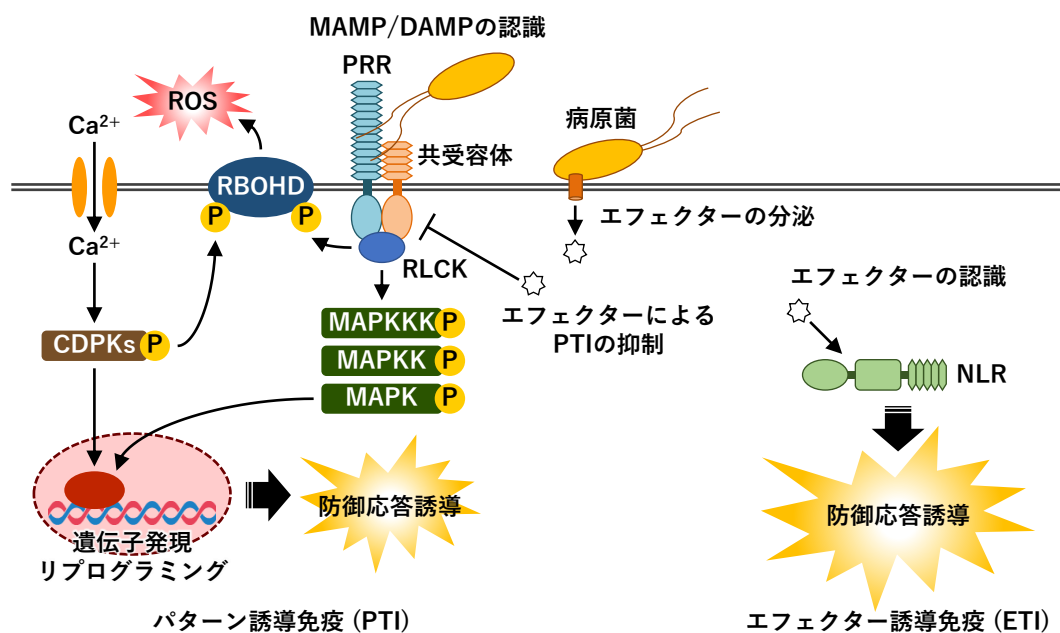 MAMP/DAMPの認識
PRR
ROS
Ca²⁺
病原菌
共受容体
RBOHD
P
P
エフェクターの分泌
Ca²⁺
RLCK
エフェクターの認識
エフェクターによる
PTIの抑制
MAPKKK P
CDPKs P
MAPKK P
NLR
MAPK P
防御応答誘導
防御応答誘導
遺伝子発現
リプログラミング
パターン誘導免疫 (PTI)
エフェクター誘導免疫 (ETI)